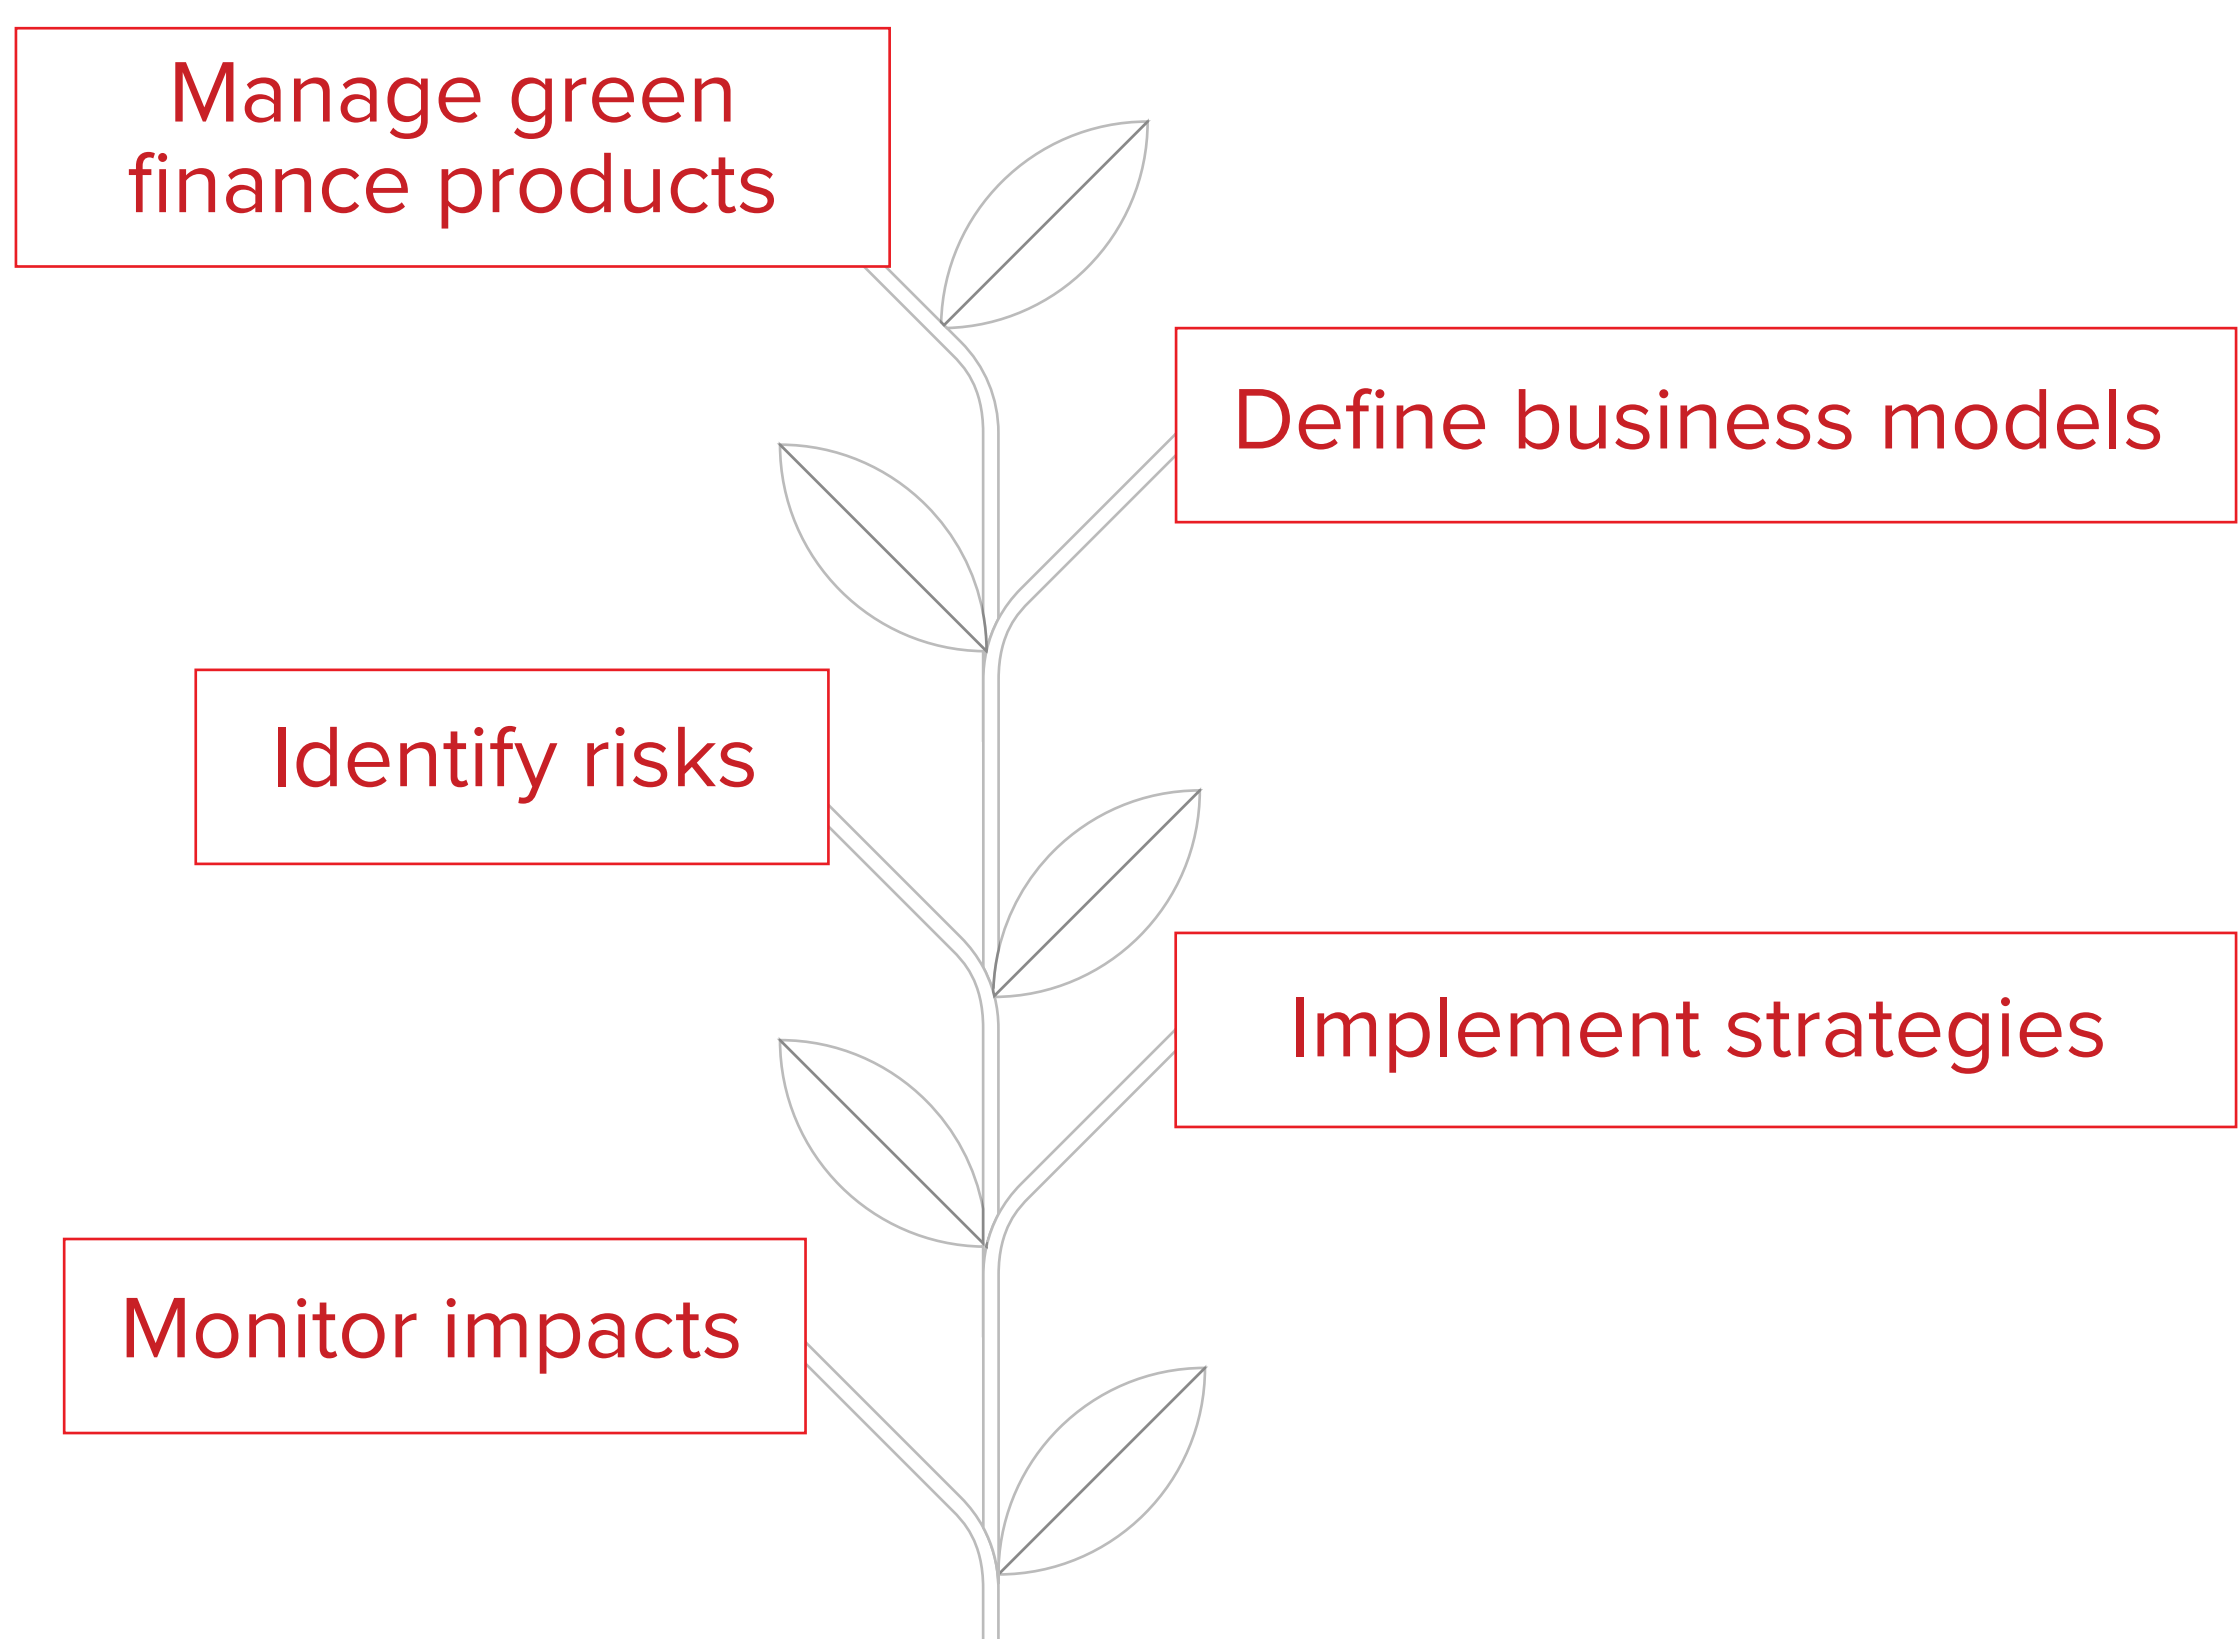 Manage green
finance products
Define business models
Identify risks
Implement strategies
Monitor impacts